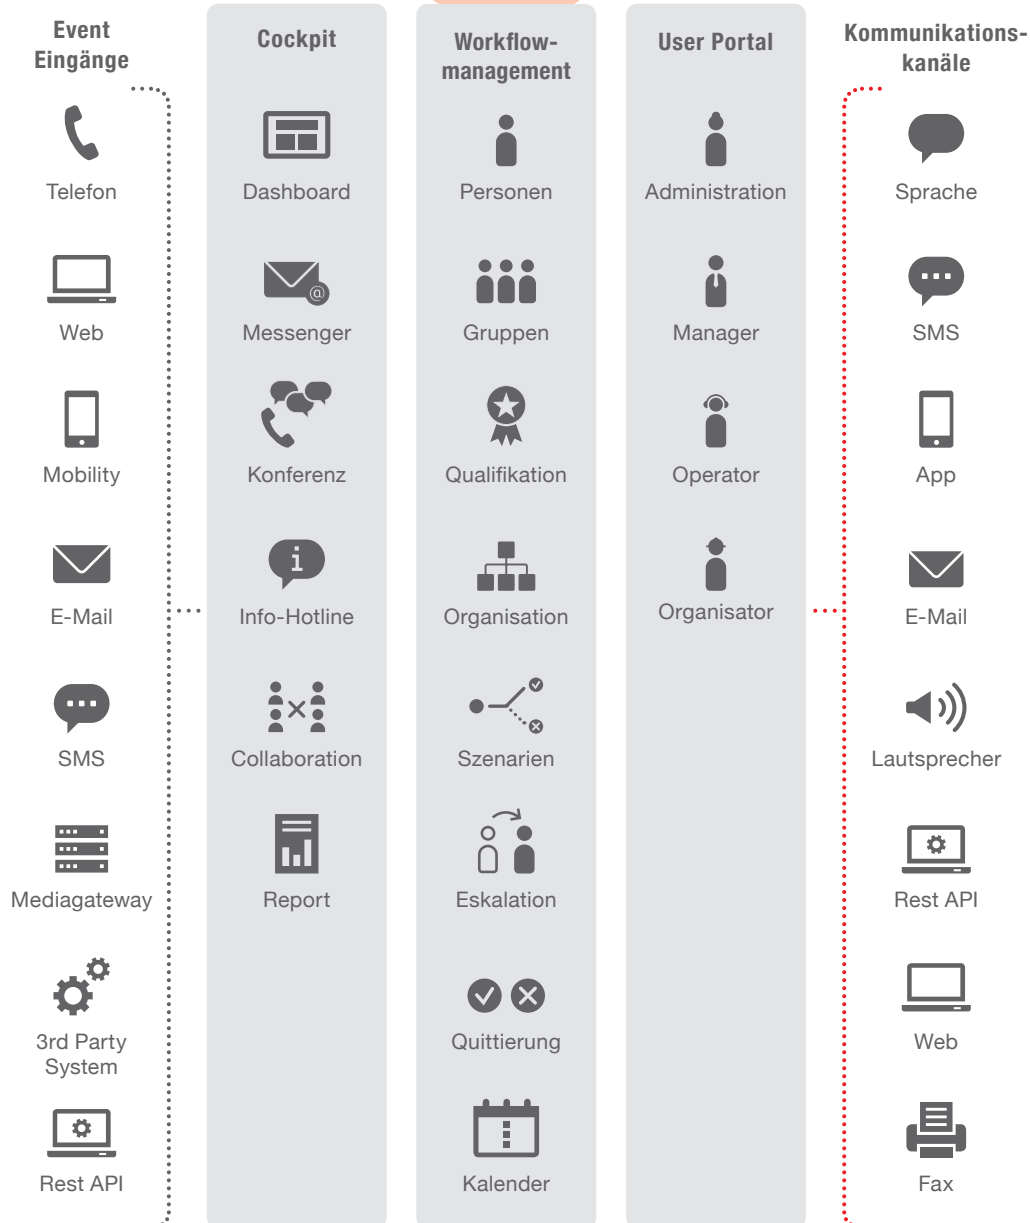 Event
Eingänge
Telefon
Web
Mobility
E-Mail
SMS
Mediagateway
3rd Party
System
Rest API
Cockpit
Dashboard
Messenger
@
Konferenz
i
Info-Hotline
Collaboration
Report
Workflow-
management
Personen
Gruppen
Qualifikation
Organisation
Szenarien
Eskalation
Quittierung
Kalender
User Portal
Administration
Manager
Operator
Organisator
Kommunikations-
kanäle
Sprache
SMS
App
E-Mail
Lautsprecher
Rest API
Web
Fax